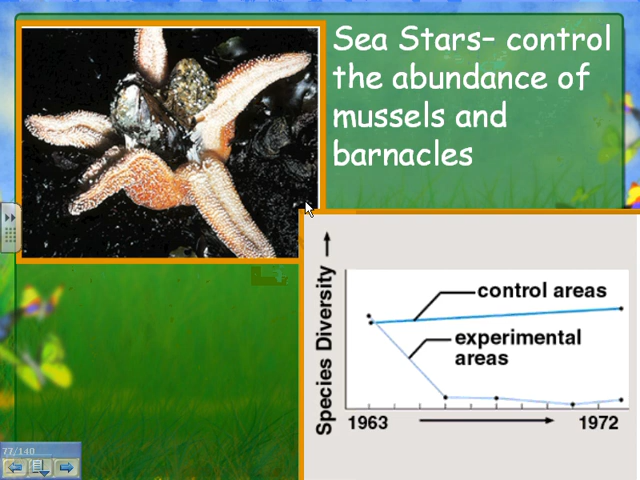 Sea Stars– control
the abundance of
mussels and
barnacles
Species Diversity
control areas
experimental
areas
1963
1972
77/140